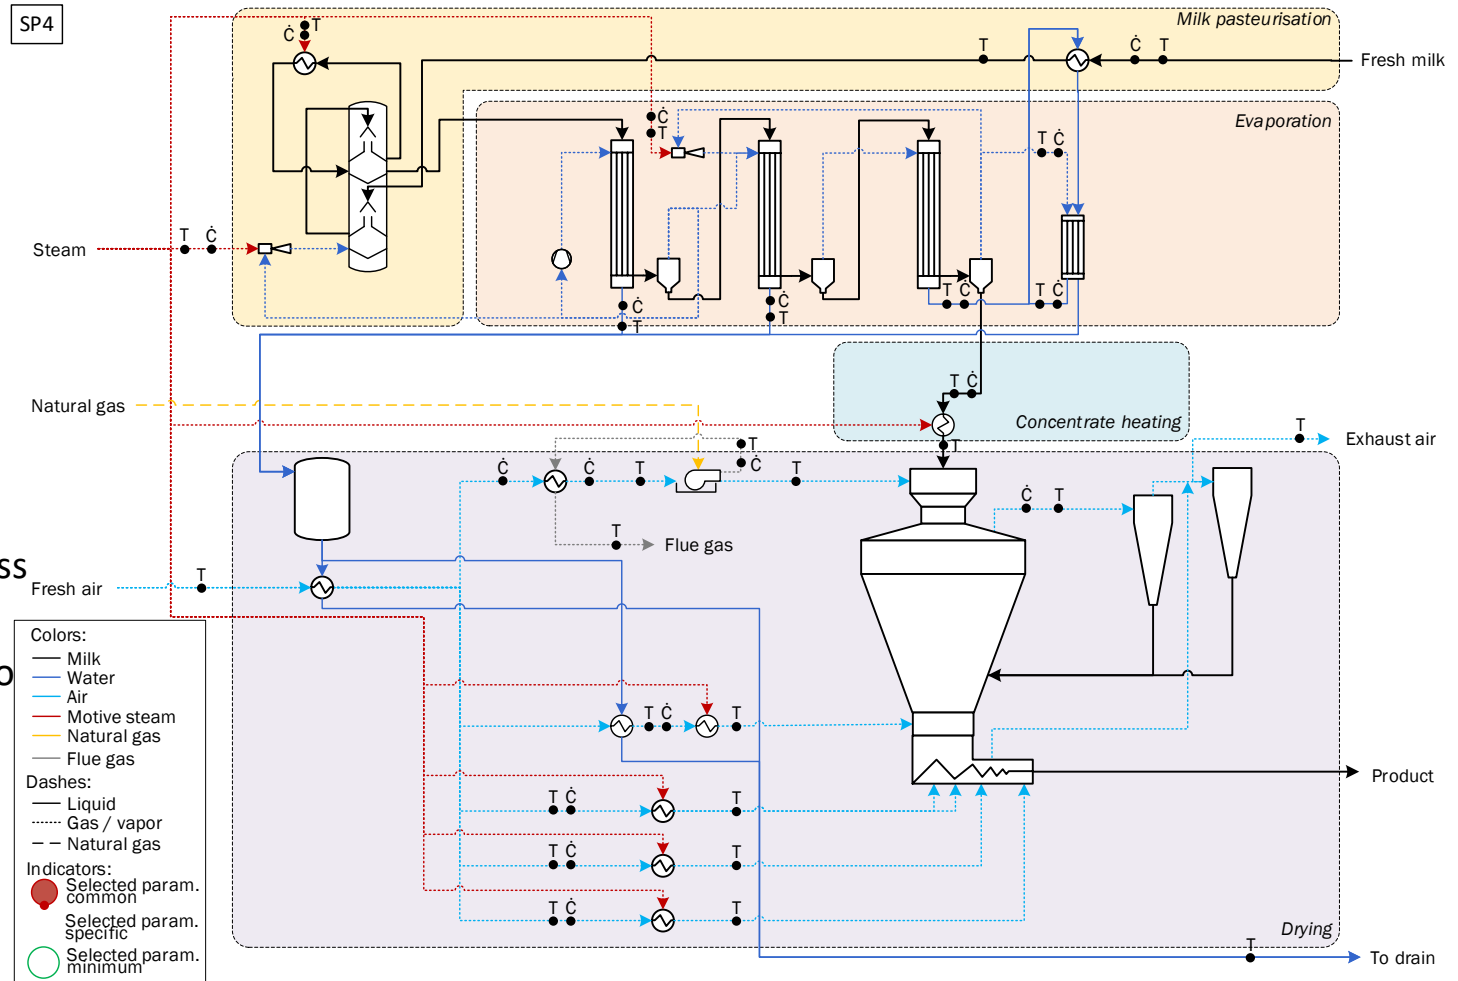 SP4
Milk pasteurisation
Ċ T
T Ċ T
Fresh milk
Evaporation
Ċ
T
T Ċ
Steam
T Ċ
Ċ
T
Ċ
T
T Ċ
T Ċ
Natural gas
T Ċ
Concentrate heating
T
T
Exhaust air
Ċ Ċ T
T
Ċ
T
Ċ T
T
Flue gas
ss
Fresh air
T
Colors:
Milk
Water
Air
Motive steam
Natural gas
Flue gas
Dashes:
Liquid
Gas / vapor
Natural gas
Indicators:
Selected param.
common
Selected param.
specific
Selected param.
minimum
o
T Ċ T
Product
T Ċ T
T Ċ T
T Ċ T
Drying
T
To drain